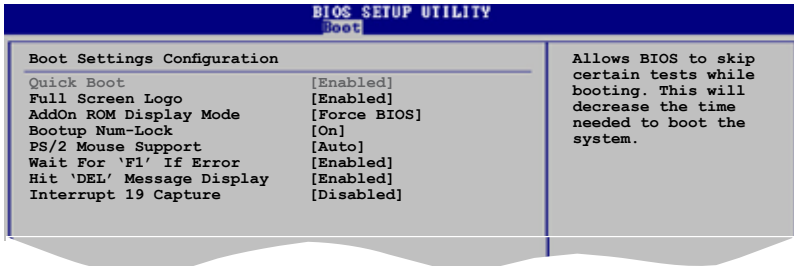 BIOS SETUP UTILITY
Boot
Boot Settings Configuration
Quick Boot [Enabled]
Full Screen Logo [Enabled]
AddOn ROM Display Mode [Force BIOS]
Bootup Num-Lock [On]
PS/2 Mouse Support [Auto]
Wait For ‘F1’ If Error [Enabled]
Hit ‘DEL’ Message Display [Enabled]
Interrupt 19 Capture [Disabled]
Allows BIOS to skip
certain tests while
booting. This will
decrease the time
needed to boot the
system.